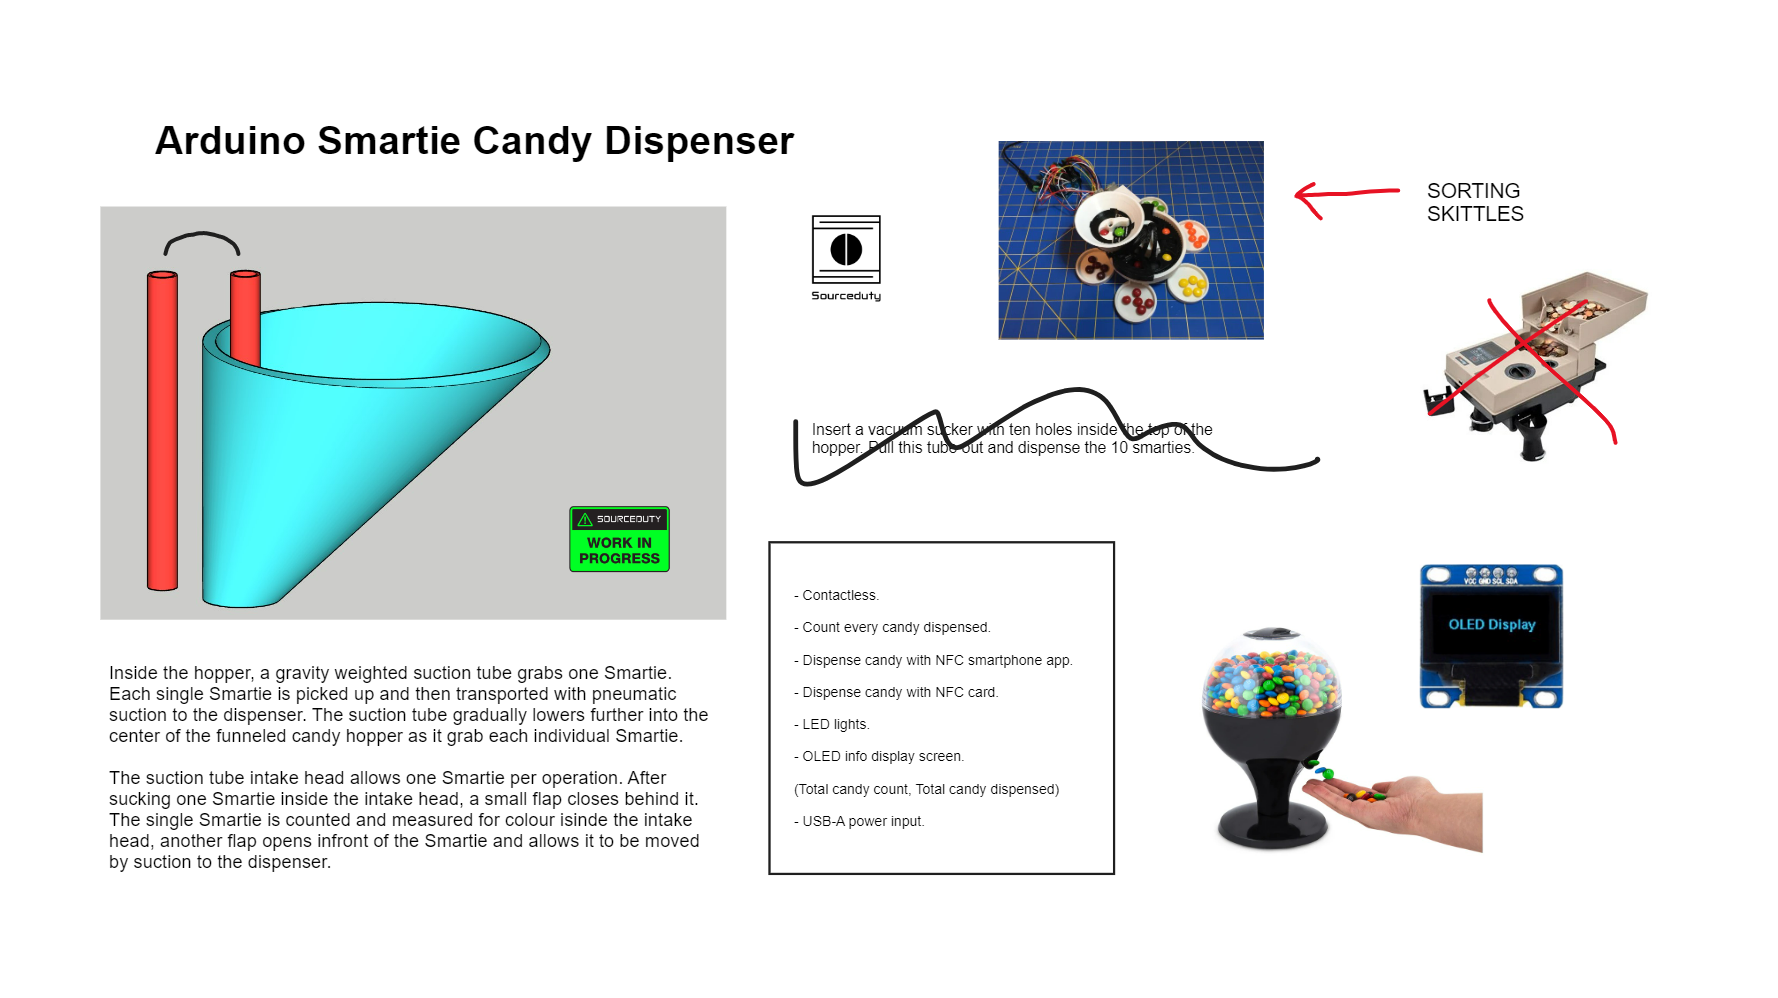 Arduino Smartie Candy Dispenser
SORTING
SKITTLES
Sourceduty
Insert a vacuum sucker with ten holes inside the top of the
hopper. Pull this tube out and dispense the 10 smarties.
SOURCEDUTY
WORK IN
PROGRESS
Inside the hopper, a gravity weighted suction tube grabs one Smartie.
Each single Smartie is picked up and then transported with pneumatic
suction to the dispenser. The suction tube gradually lowers further into the
center of the funneled candy hopper as it grab each individual Smartie.
The suction tube intake head allows one Smartie per operation. After
sucking one Smartie inside the intake head, a small flap closes behind it.
The single Smartie is counted and measured for colour isinde the intake
head, another flap opens infront of the Smartie and allows it to be moved
by suction to the dispenser.
- Contactless.
- Count every candy dispensed.
- Dispense candy with NFC smartphone app.
- Dispense candy with NFC card.
- LED lights.
- OLED info display screen.
(Total candy count, Total candy dispensed)
- USB-A power input.
VCC GND SCL SDA
OLED Display